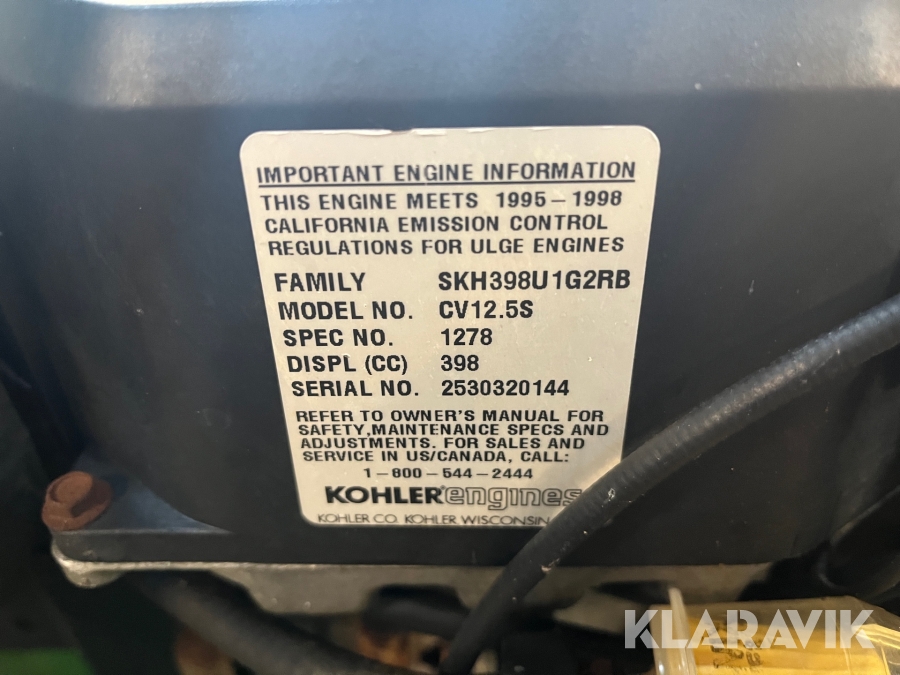 IMPORTANT ENGINE INFORMATION
THIS ENGINE MEETS 1995-1998
CALIFORNIA EMISSION CONTROL
REGULATIONS FOR ULGE ENGINES
FAMILY SKH398U1G2RB
MODEL NO. CV12.5S
SPEC NO. 1278
DISPL (CC) 398
SERIAL NO. 2530320144
REFER TO OWNER'S MANUAL FOR
SAFETY,MAINTENANCE SPECS AND
ADJUSTMENTS. FOR SALES AND
SERVICE IN US/CANADA, CALL:
1-800-544-2444
KOHLER engines
KOHLER CO. KOHLER WISCONSIN
KLARAVIK